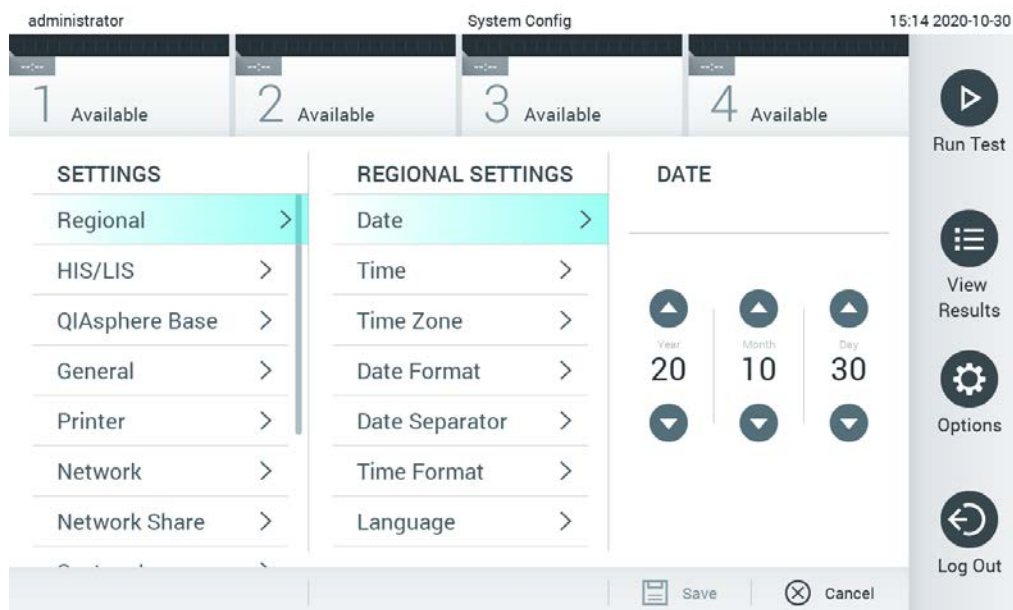 administrator
System Config
15:14 2020-10-30
--:--
1 Available
--:--
2 Available
--:--
3 Available
--:--
4 Available
SETTINGS
Regional
HIS/LIS
QIAsphere Base
General
Printer
Network
Network Share
REGIONAL SETTINGS
Date
Time
Time Zone
Date Format
Date Separator
Time Format
Language
DATE
Year
20
Month
10
Day
30
Save
Cancel
Run Test
View
Results
Options
Log Out